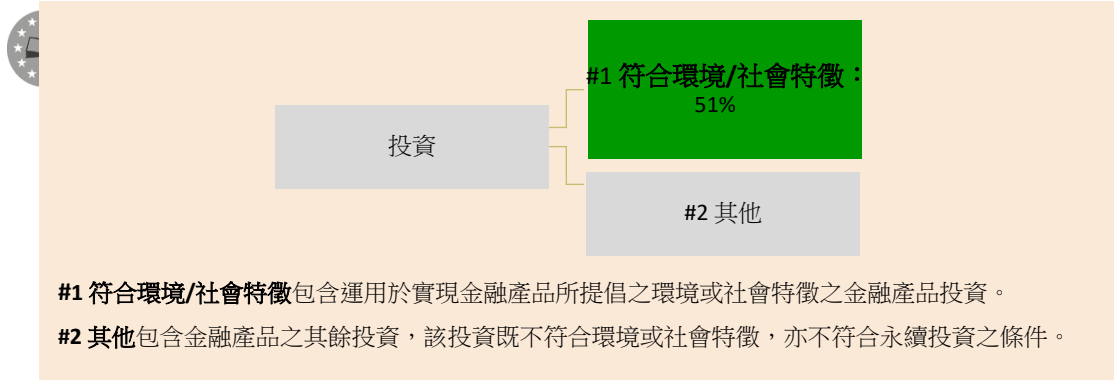 #1 符合環境/社會特徵：
51%
投資
#2 其他
#1 符合環境/社會特徵包含運用於實現金融產品所提倡之環境或社會特徵之金融產品投資。
#2 其他包含金融產品之其餘投資，該投資既不符合環境或社會特徵，亦不符合永續投資之條件。